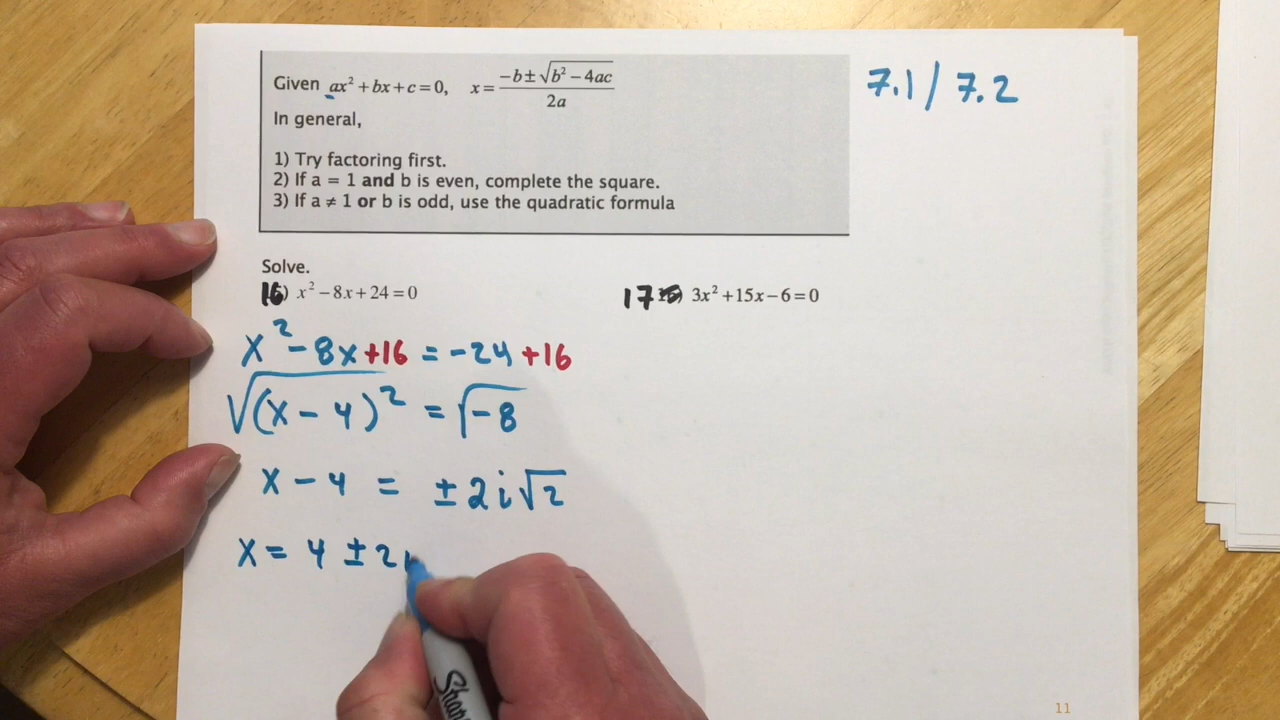 Given ax² + bx + c = 0, x = (-b ± √(b² - 4ac)) / 2a
7.1 / 7.2
In general,
1) Try factoring first.
2) If a = 1 and b is even, complete the square.
3) If a ≠ 1 or b is odd, use the quadratic formula
Solve.
16) x² - 8x + 24 = 0
17) 3x² + 15x - 6 = 0
x² - 8x + 16 = -24 + 16
√(x - 4)² = √-8
x - 4 = ± 2i√2
x = 4 ± 2i
11